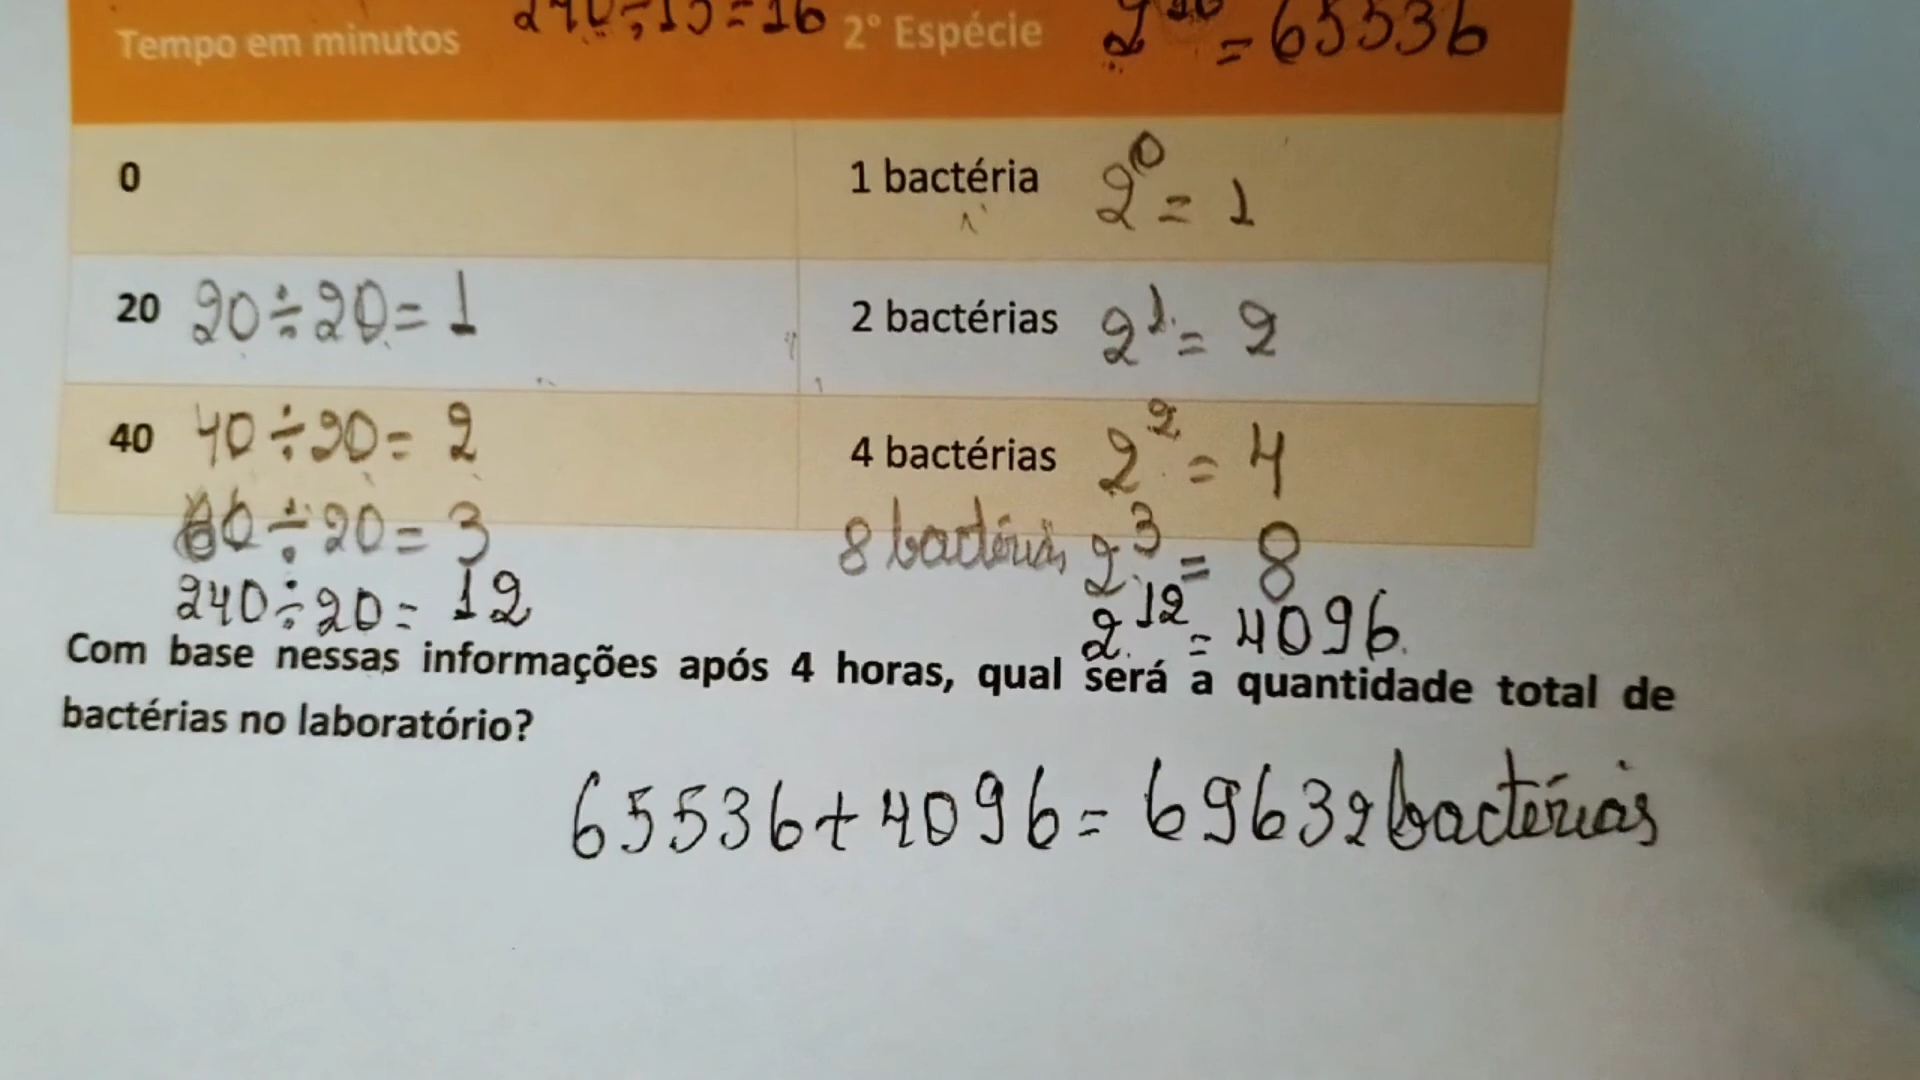 Tempo em minutos 240÷15=16 2° Espécie 2^16 = 65536
0 1 bactéria 2^0 = 1
20 20÷20=1 2 bactérias 2^1 = 2
40 40÷20=2 4 bactérias 2^2 = 4
60÷20=3 8 bactérias 2^3 = 8
240÷20=12 2^12 = 4096
Com base nessas informações após 4 horas, qual será a quantidade total de
bactérias no laboratório?
65536+4096=69632 bactérias